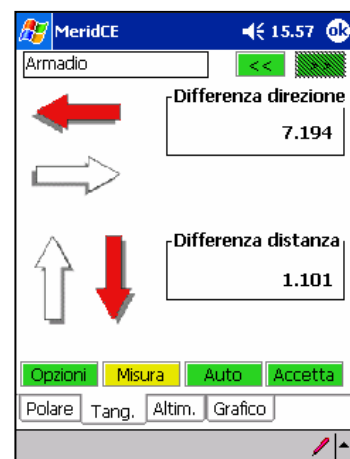 MeridCE 15.57 ok
Armadio << >>
Differenza direzione
7.194
Differenza distanza
1.101
Opzioni Misura Auto Accetta
Polare Tang. Altim. Grafico